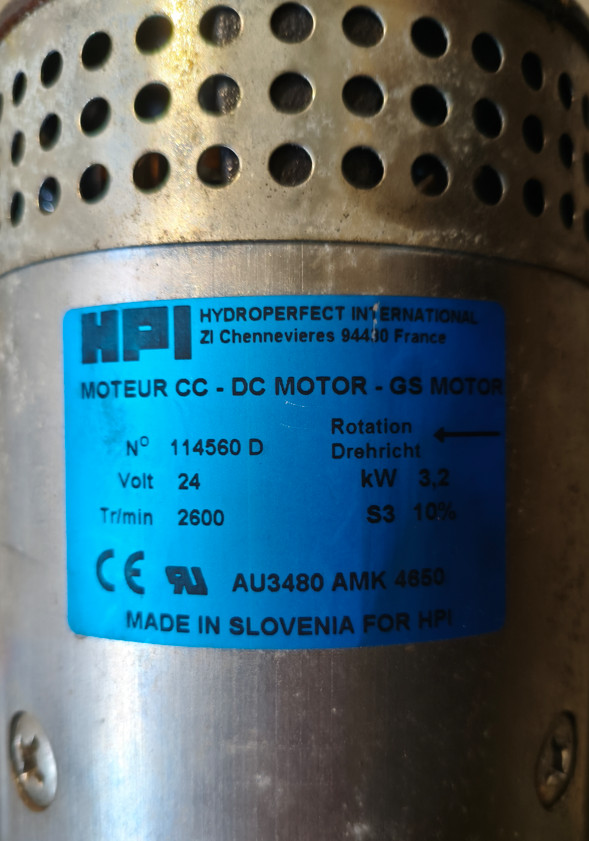 HPI HYDROPERFECT INTERNATIONAL
ZI Chennevieres 94430 France
MOTEUR CC - DC MOTOR - GS MOTOR
Rotation
Drehricht
N° 114560 D
Volt 24 kW 3,2
Tr/min 2600 S3 10%
CE AU3480 AMK 4650
MADE IN SLOVENIA FOR HPI